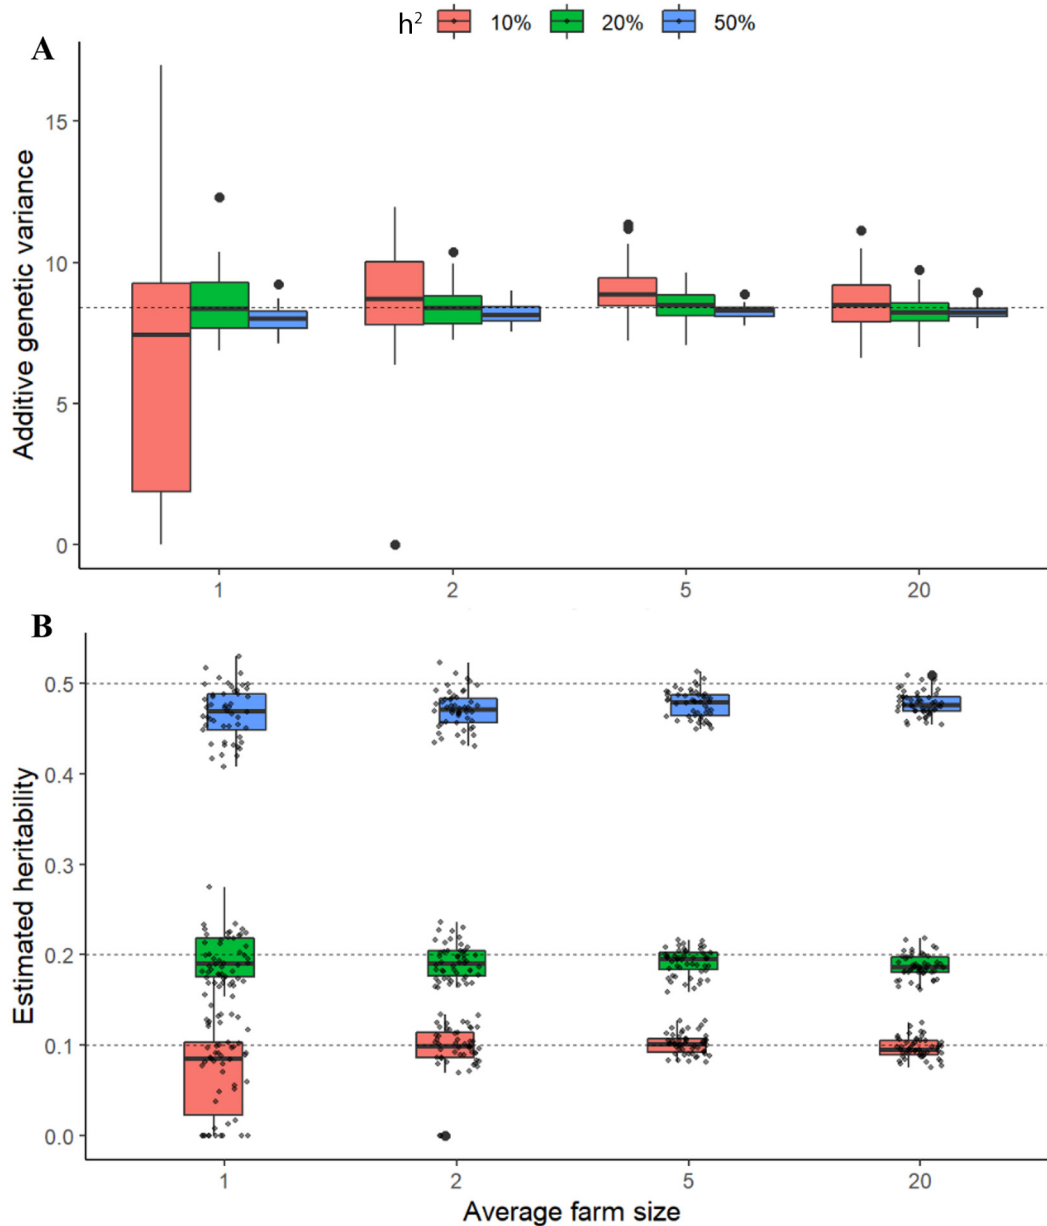 h² 10% 20% 50%
A
Additive genetic variance
15
10
5
0
1 2 5 20
B
Estimated heritability
0.5
0.4
0.3
0.2
0.1
0.0
1 2 5 20
Average farm size